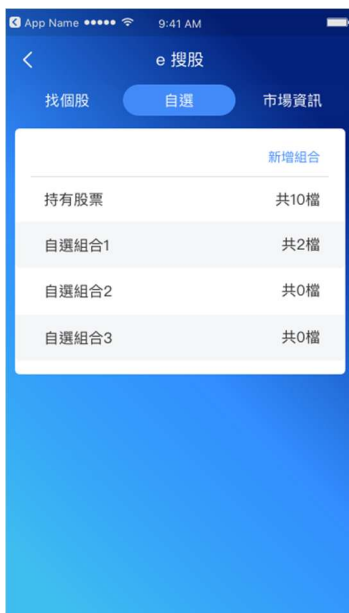 App Name 9:41 AM
e 搜股
找個股 自選 市場資訊
新增組合
持有股票 共10檔
自選組合1 共2檔
自選組合2 共0檔
自選組合3 共0檔